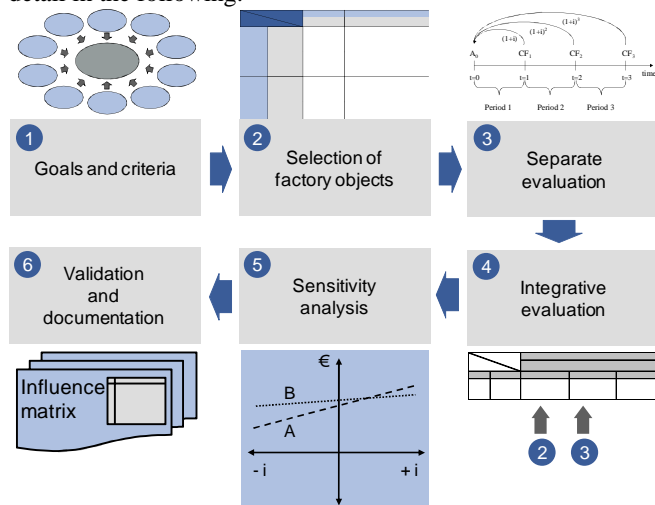 detail in the following.
(1+i)³
(1+i)²
(1+i)
A₀ CF₁ CF₂ CF₃
time
t=0 t=1 t=2 t=3
Period 1 Period 2 Period 3
1
Goals and criteria
2
Selection of
factory objects
3
Separate
evaluation
6
Validation
and
documentation
5
Sensitivity
analysis
4
Integrative
evaluation
Influence
matrix
€
B
A
- i + i
2 3